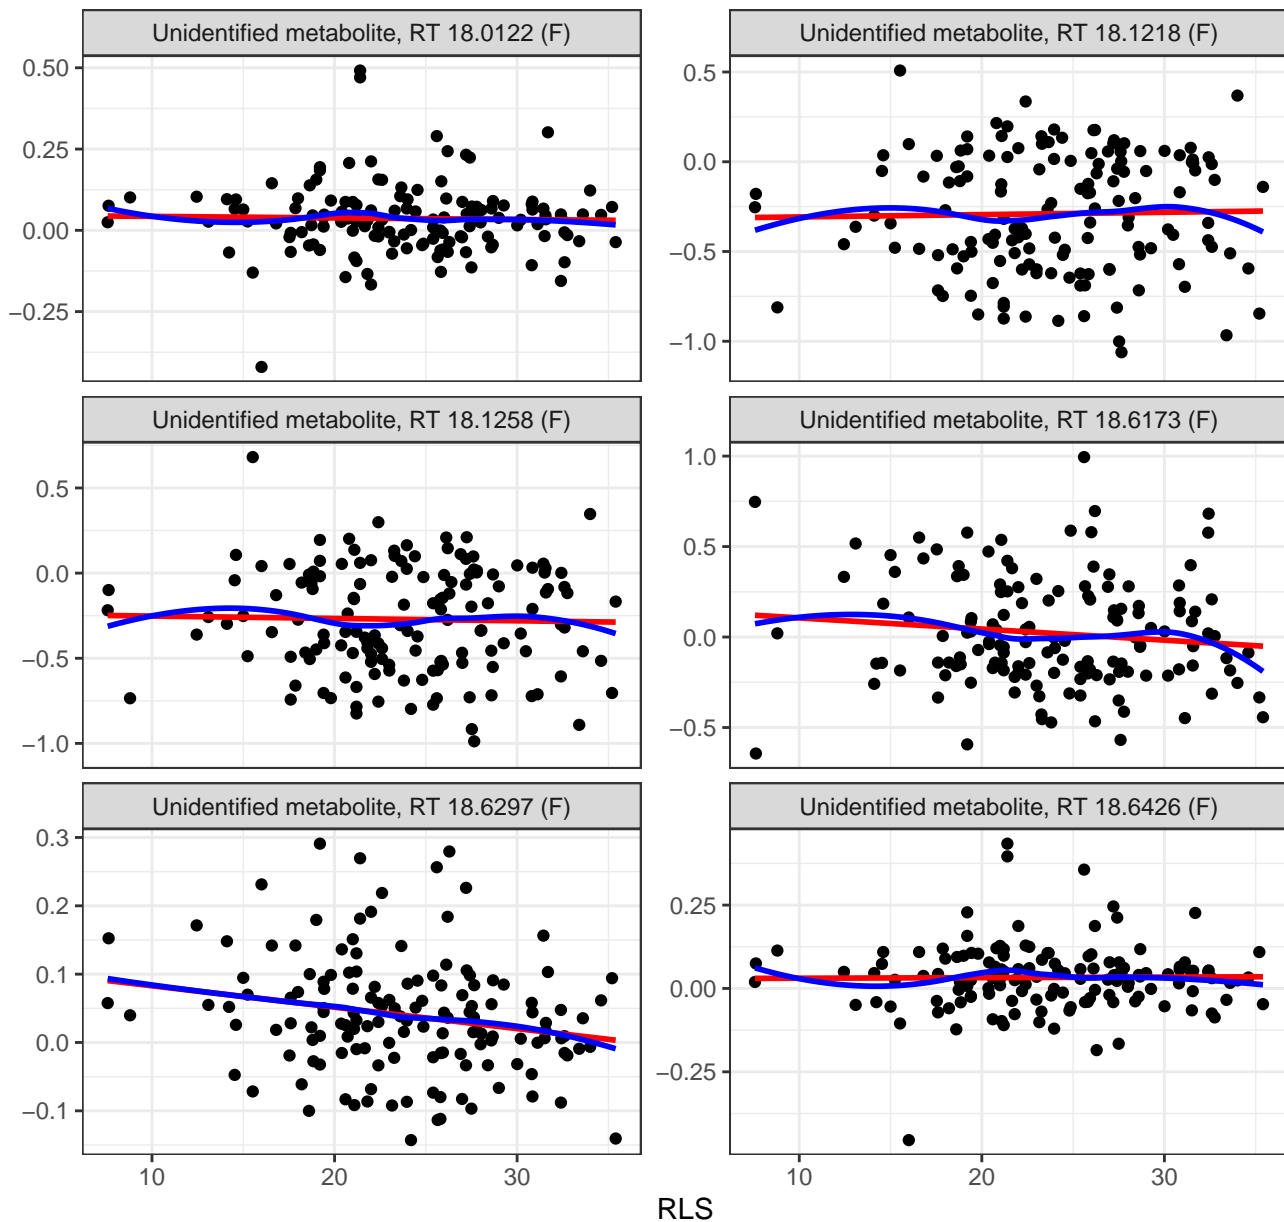 Unidentified metabolite, RT 18.0122 (F)
Unidentified metabolite, RT 18.1218 (F)
0.50
0.25
0.00
−0.25
0.5
0.0
−0.5
−1.0
Unidentified metabolite, RT 18.1258 (F)
Unidentified metabolite, RT 18.6173 (F)
0.5
0.0
−0.5
−1.0
1.0
0.5
0.0
−0.5
Unidentified metabolite, RT 18.6297 (F)
Unidentified metabolite, RT 18.6426 (F)
0.3
0.2
0.1
0.0
−0.1
0.25
0.00
−0.25
10 20 30
10 20 30
RLS